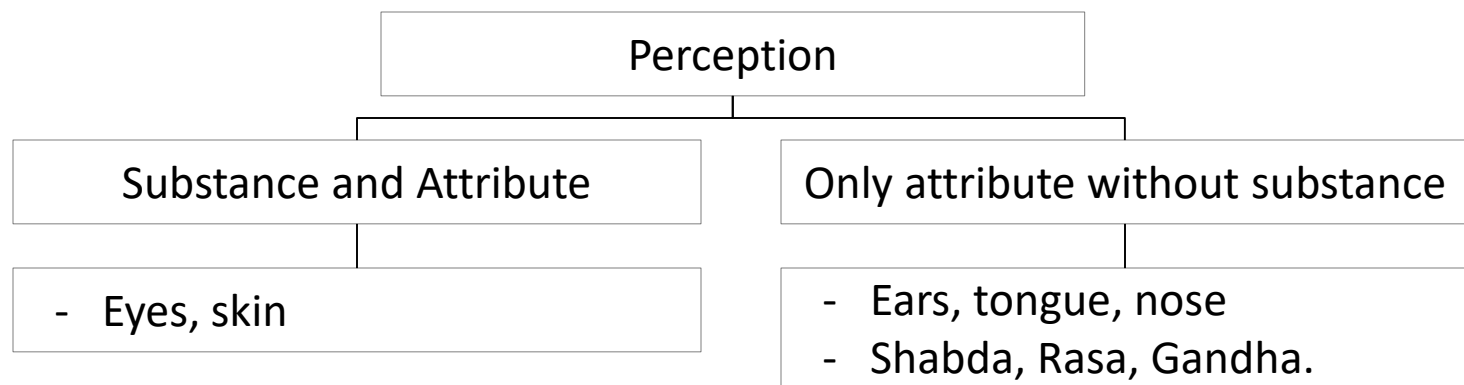 Perception
Substance and Attribute
Only attribute without substance
- Eyes, skin
- Ears, tongue, nose
- Shabda, Rasa, Gandha.